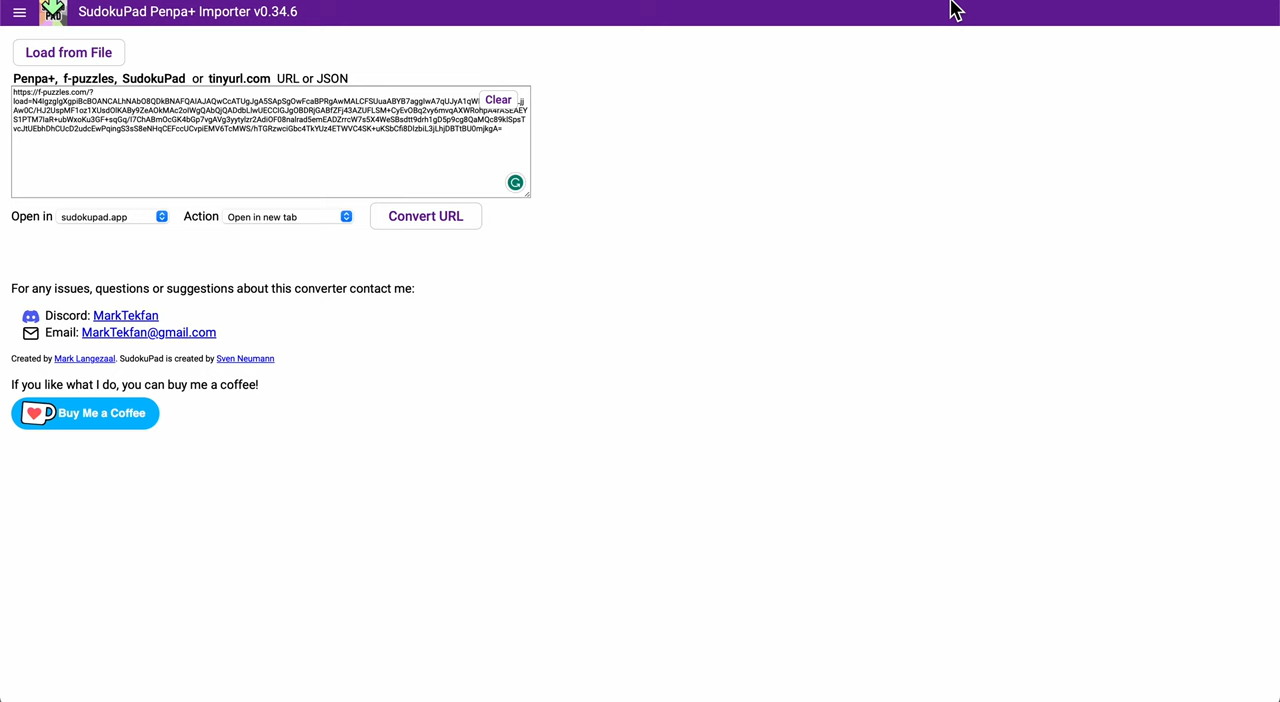 SudokuPad Penpa+ Importer v0.34.6
Load from File
Penpa+, f-puzzles, SudokuPad or tinyurl.com URL or JSON
https://f-puzzles.com/?
Clear
Open in sudokupad.app Action Open in new tab Convert URL
For any issues, questions or suggestions about this converter contact me:
Discord: MarkTekfan
Email: MarkTekfan@gmail.com
Created by Mark Langezaal. SudokuPad is created by Sven Neumann
If you like what I do, you can buy me a coffee!
Buy Me a Coffee